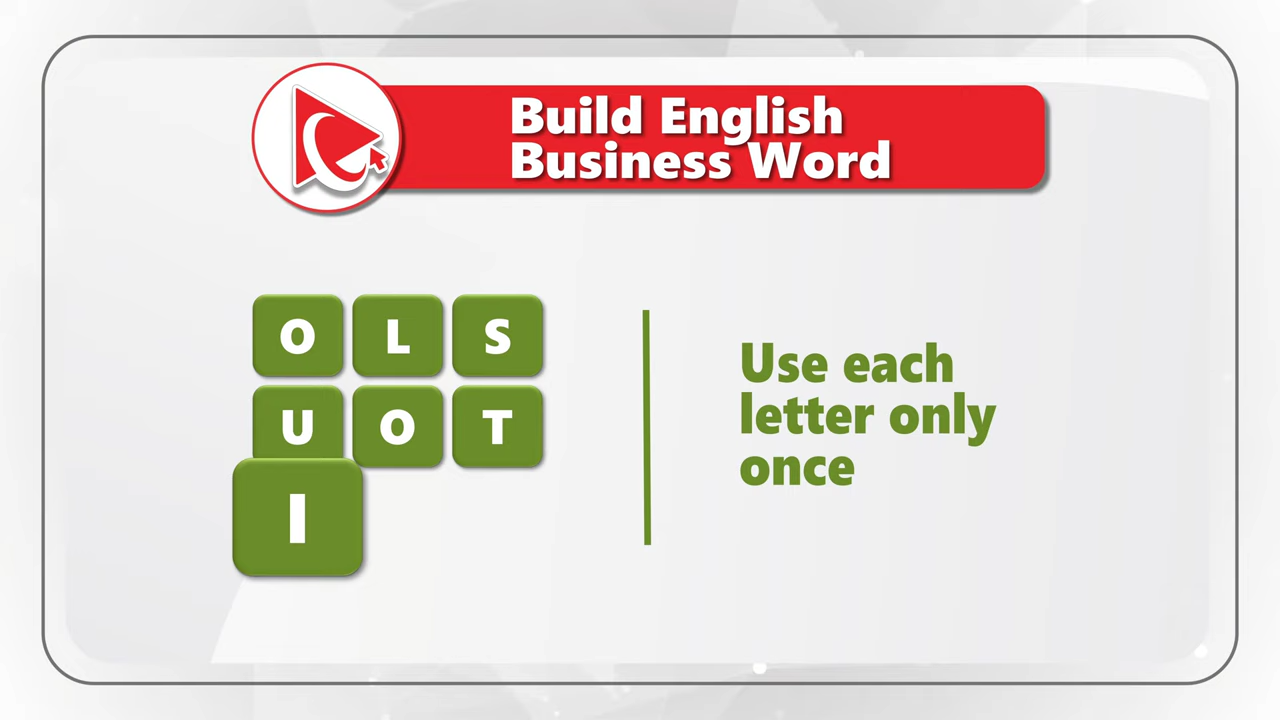 Build English
Business Word
O L S
U O T
I
Use each
letter only
once